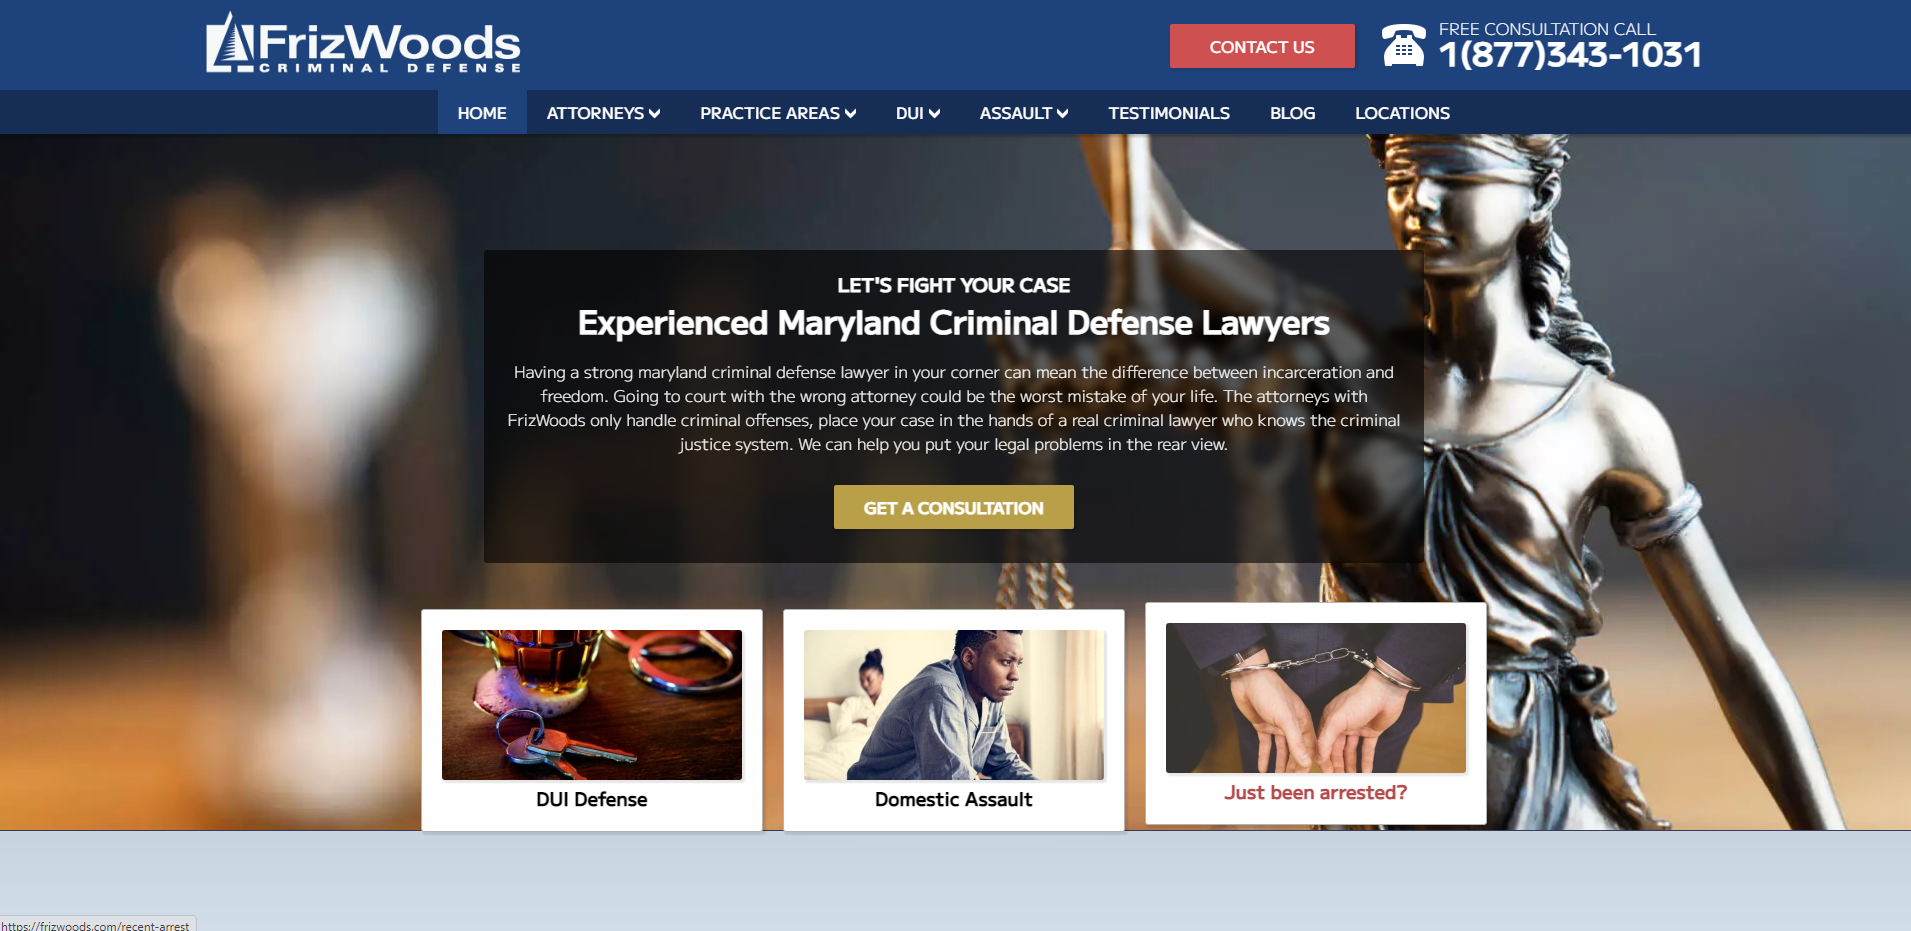 FrizWoods
CRIMINAL DEFENSE
CONTACT US
FREE CONSULTATION CALL
1(877)343-1031
HOME
ATTORNEYS
PRACTICE AREAS
DUI
ASSAULT
TESTIMONIALS
BLOG
LOCATIONS
LET'S FIGHT YOUR CASE
Experienced Maryland Criminal Defense Lawyers
Having a strong maryland criminal defense lawyer in your corner can mean the difference between incarceration and
freedom. Going to court with the wrong attorney could be the worst mistake of your life. The attorneys with
FrizWoods only handle criminal offenses, place your case in the hands of a real criminal lawyer who knows the criminal
justice system. We can help you put your legal problems in the rear view.
GET A CONSULTATION
DUI Defense
Domestic Assault
Just been arrested?
https://frizwoods.com/recent-arrest